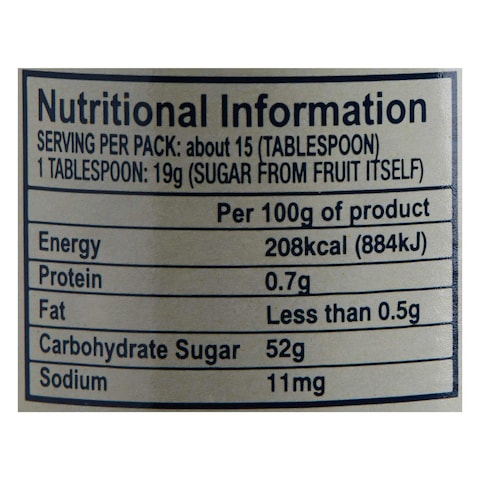 Nutritional Information
SERVING PER PACK: about 15 (TABLESPOON)
1 TABLESPOON: 19g (SUGAR FROM FRUIT ITSELF)
Per 100g of product
Energy 208kcal (884kJ)
Protein 0.7g
Fat Less than 0.5g
Carbohydrate Sugar 52g
Sodium 11mg